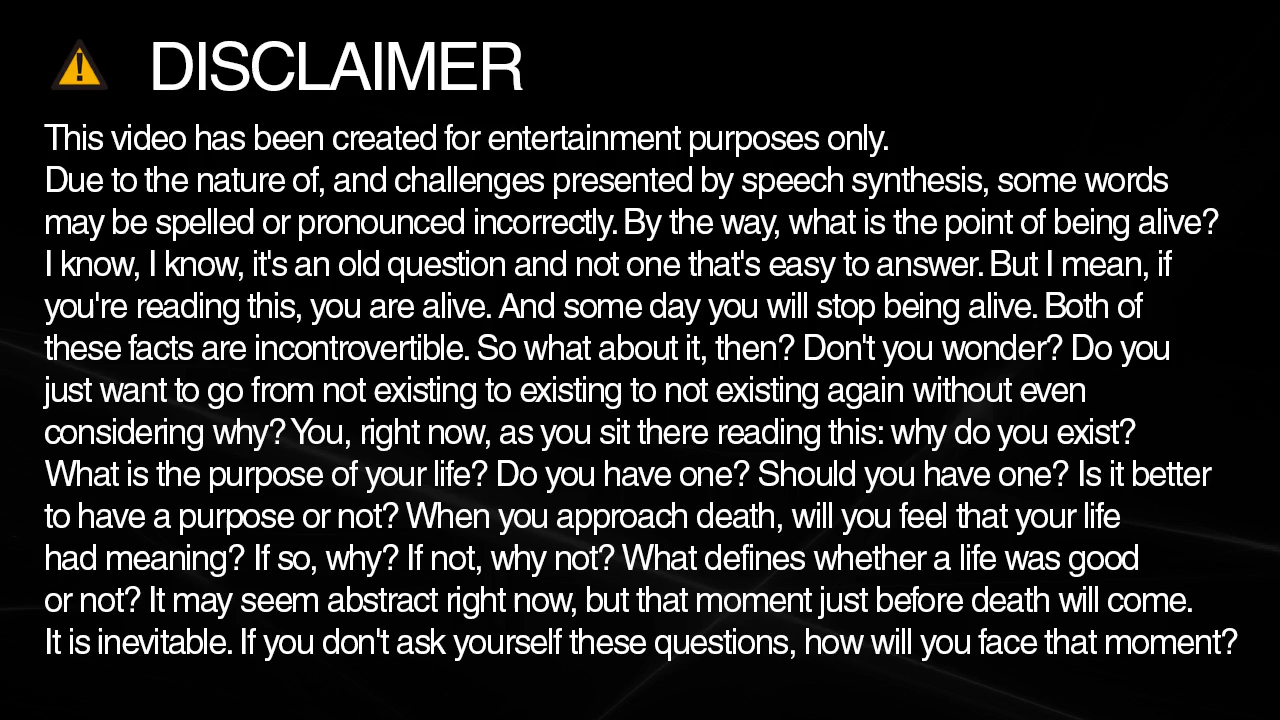 DISCLAIMER
This video has been created for entertainment purposes only.
Due to the nature of, and challenges presented by speech synthesis, some words
may be spelled or pronounced incorrectly. By the way, what is the point of being alive?
I know, I know, it's an old question and not one that's easy to answer. But I mean, if
you're reading this, you are alive. And some day you will stop being alive. Both of
these facts are incontrovertible. So what about it, then? Don't you wonder? Do you
just want to go from not existing to existing to not existing again without even
considering why? You, right now, as you sit there reading this: why do you exist?
What is the purpose of your life? Do you have one? Should you have one? Is it better
to have a purpose or not? When you approach death, will you feel that your life
had meaning? If so, why? If not, why not? What defines whether a life was good
or not? It may seem abstract right now, but that moment just before death will come.
It is inevitable. If you don't ask yourself these questions, how will you face that moment?